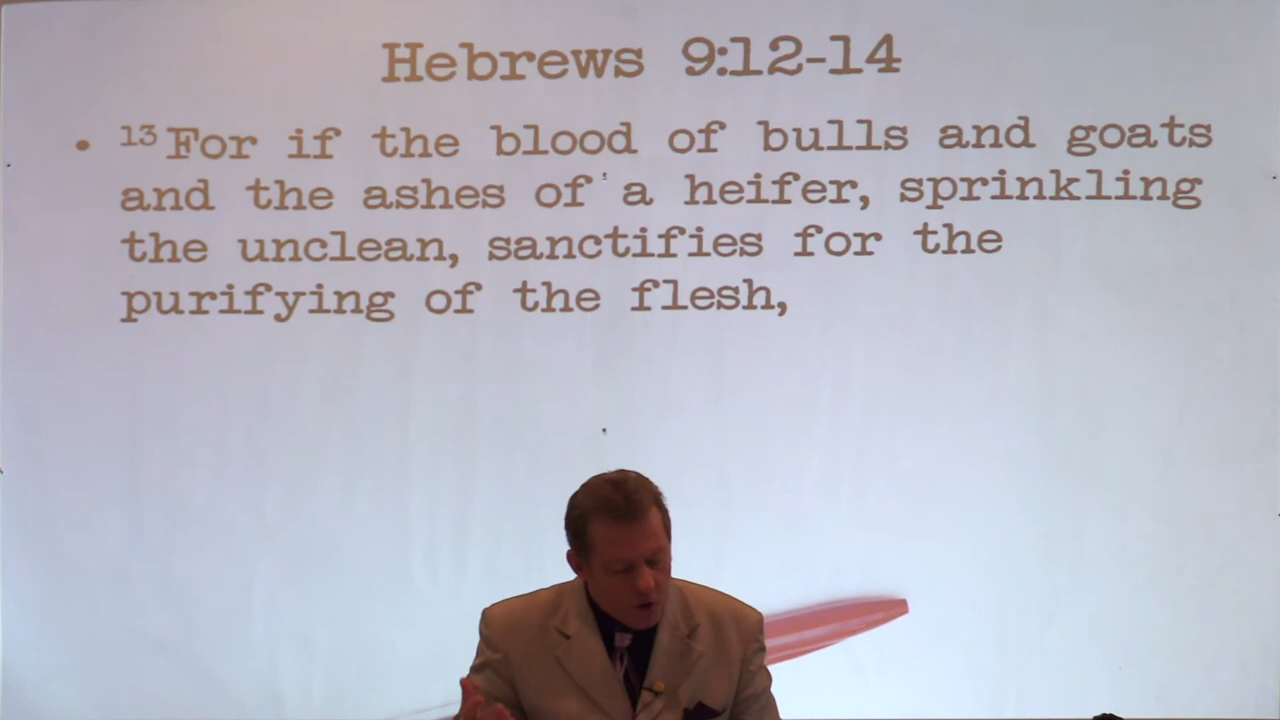 Hebrews 9:12-14
• ¹³For if the blood of bulls and goats
and the ashes of a heifer, sprinkling
the unclean, sanctifies for the
purifying of the flesh,